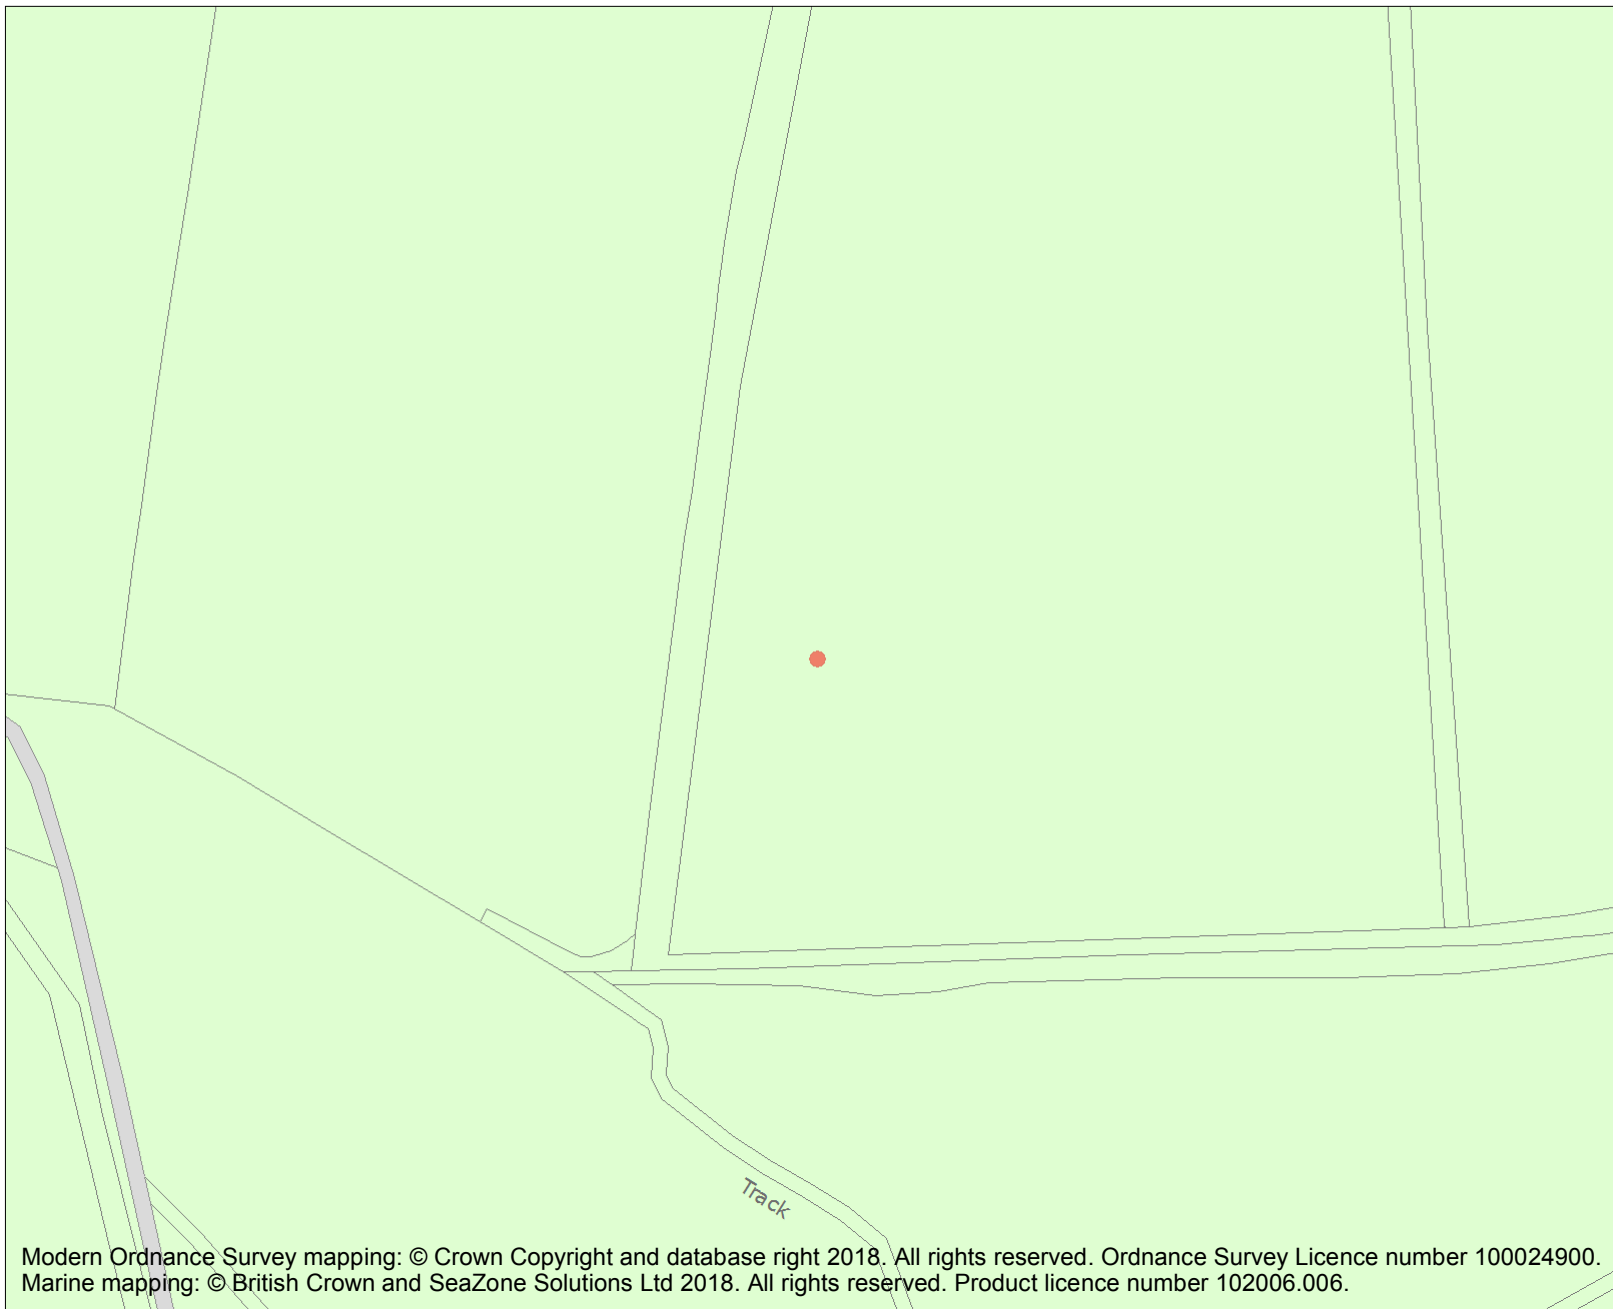 Track
Modern Ordnance Survey mapping: © Crown Copyright and database right 2018. All rights reserved. Ordnance Survey Licence number 100024900.
Marine mapping: © British Crown and SeaZone Solutions Ltd 2018. All rights reserved. Product licence number 102006.006.